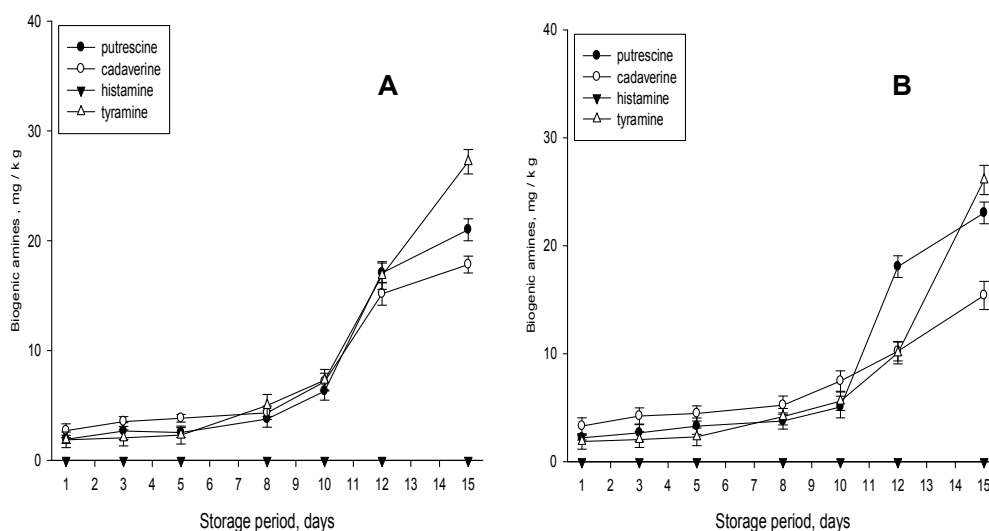 40
30
20
10
0
Biogenic amines , mg / k g
putrescine
cadaverine
histamine
tyramine
A
1 2 3 4 5 6 7 8 9 10 11 12 13 14 15
Storage period, days
40
30
20
10
0
Biogenic amines, mg / k g
putrescine
cadaverine
histamine
tyramine
B
1 2 3 4 5 6 7 8 9 10 11 12 13 14 15
Storage period, days